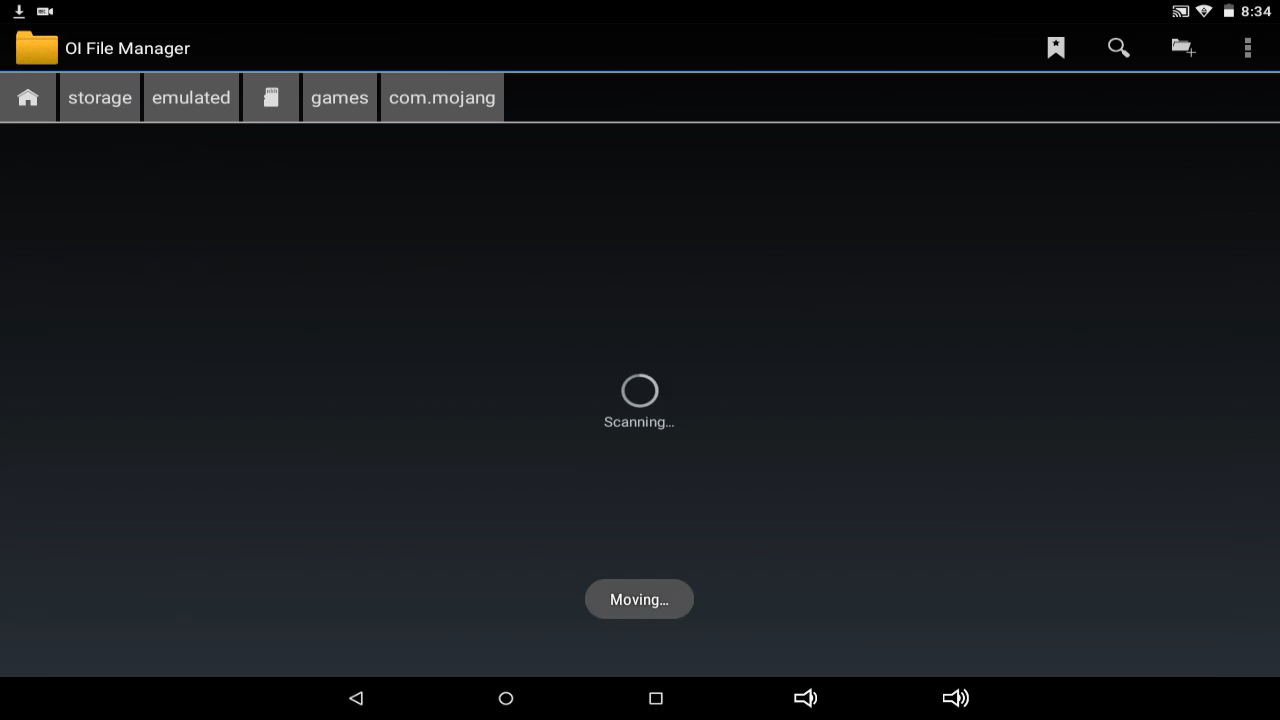 8:34
OI File Manager
storage
emulated
games
com.mojang
Scanning…
Moving…